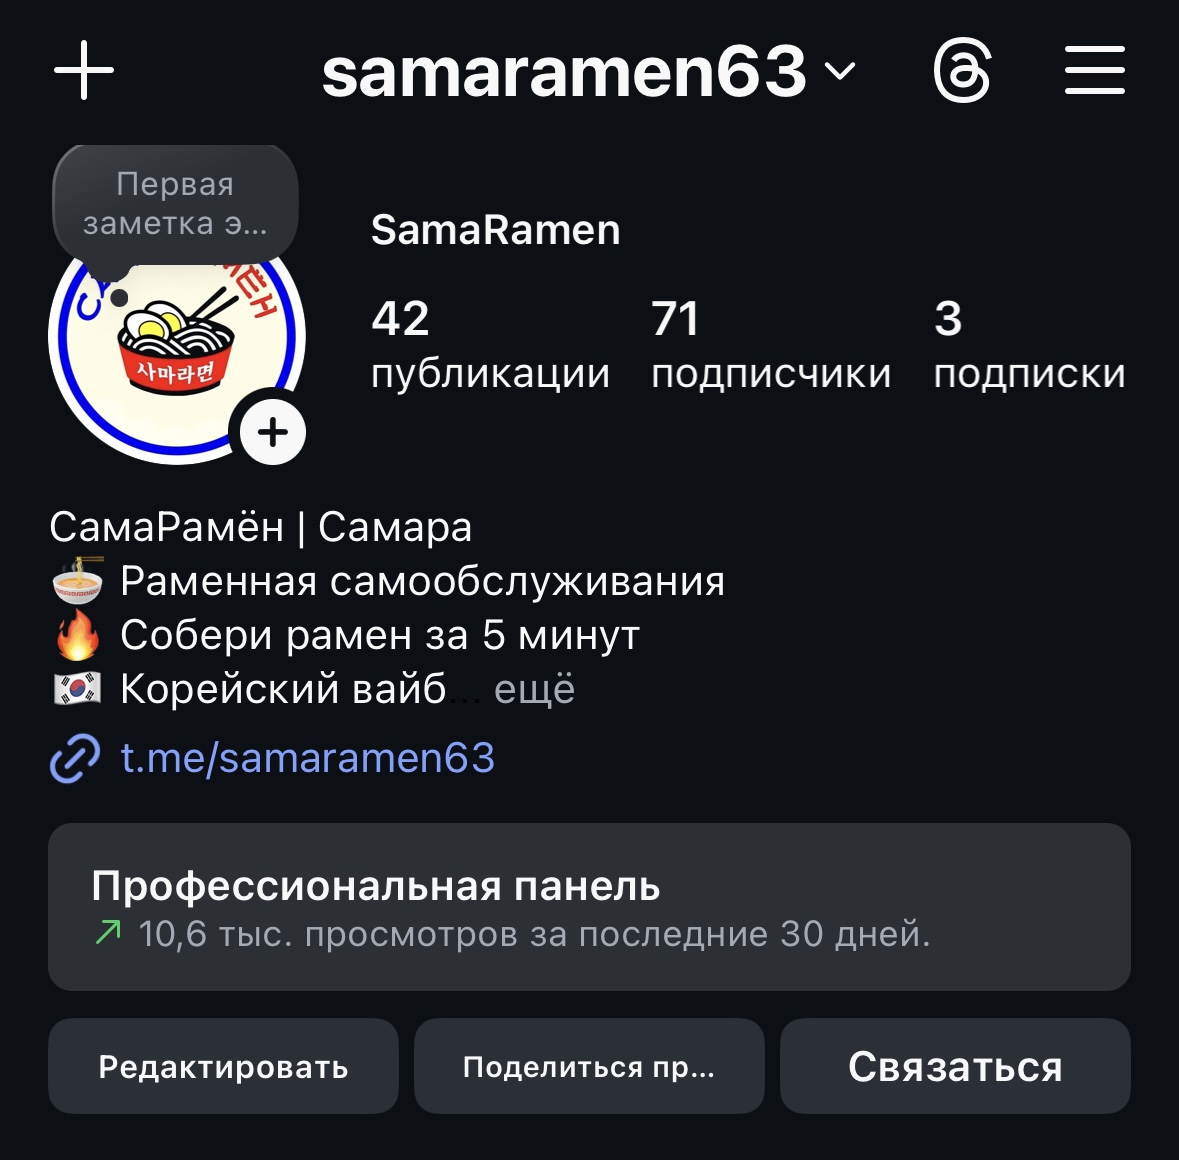 samaramen63
Первая
заметка э...
SamaRamen
42
публикации
71
подписчики
3
подписки
사마라면
СамаРамён | Самара
Раменная самообслуживания
Собери рамен за 5 минут
Корейский вайб... ещё
t.me/samaramen63
Профессиональная панель
10,6 тыс. просмотров за последние 30 дней.
Редактировать
Поделиться пр...
Связаться